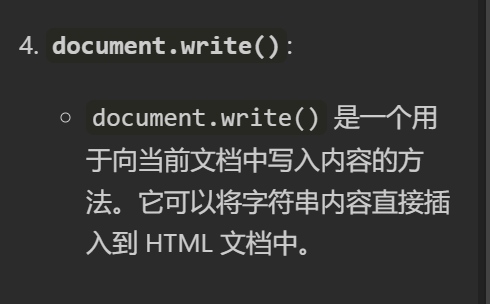 4. document.write():
document.write() 是一个用
于向当前文档中写入内容的方
法。它可以将字符串内容直接插
入到 HTML 文档中。